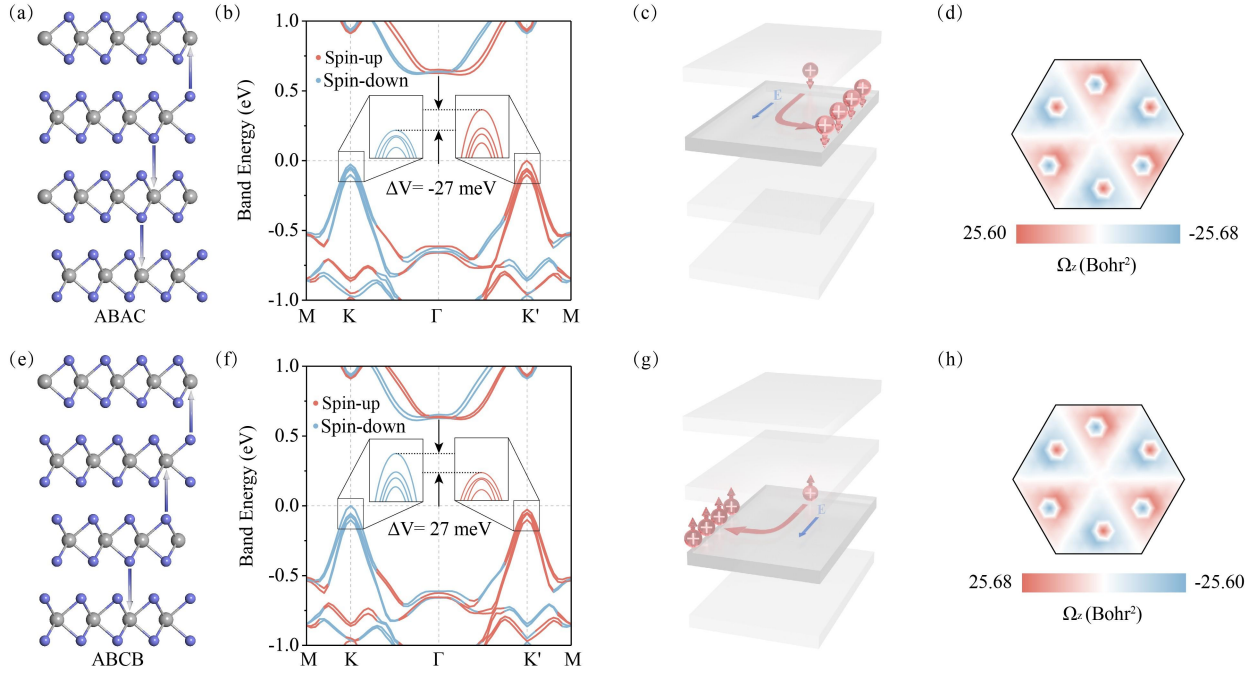 (a)
ABAC
(b)
Band Energy (eV)
1.0
0.5
0.0
-0.5
-1.0
Spin-up
Spin-down
ΔV= -27 meV
M K Γ K' M
(c)
E
(d)
25.60 -25.68
Ωz (Bohr²)
(e)
ABCB
(f)
Band Energy (eV)
1.0
0.5
0.0
-0.5
-1.0
Spin-up
Spin-down
ΔV= 27 meV
M K Γ K' M
(g)
E
(h)
25.68 -25.60
Ωz (Bohr²)